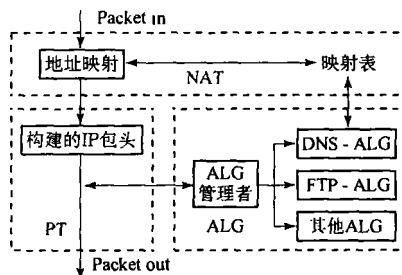 Packet in
地址映射
映射表
NAT
构建的IP包头
DNS - ALG
ALG
管理者
FTP - ALG
PT
ALG
其他ALG
Packet out